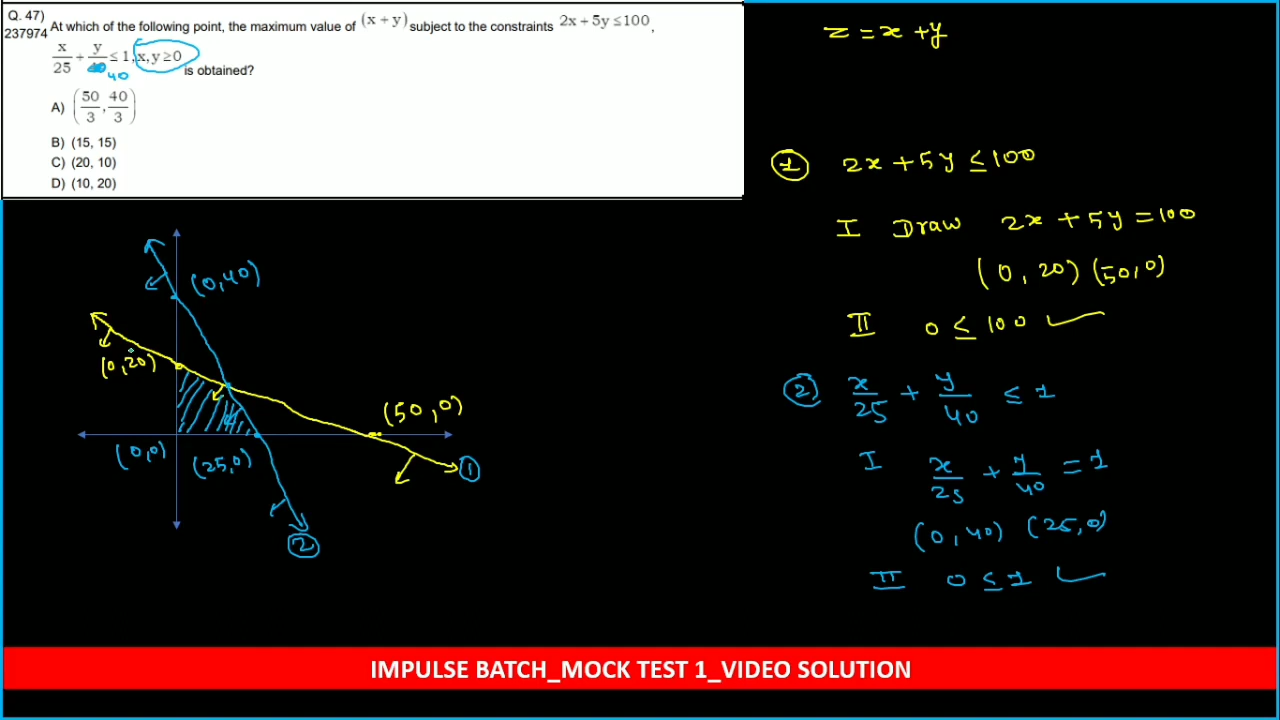 Q. 47)
237974
At which of the following point, the maximum value of (x + y) subject to the constraints 2x + 5y ≤ 100,
x/25 + y/40 ≤ 1, x, y ≥ 0 is obtained?
A) (50/3, 40/3)
B) (15, 15)
C) (20, 10)
D) (10, 20)
z = x + y
① 2x + 5y ≤ 100
I Draw 2x + 5y = 100
(0, 20) (50, 0)
II 0 ≤ 100 ✓
② x/25 + y/40 ≤ 1
I x/25 + y/40 = 1
(0, 40) (25, 0)
II 0 ≤ 1 ✓
(0, 40)
(0, 20)
(50, 0)
(0, 0) (25, 0)
①
②
IMPULSE BATCH_MOCK TEST 1_VIDEO SOLUTION